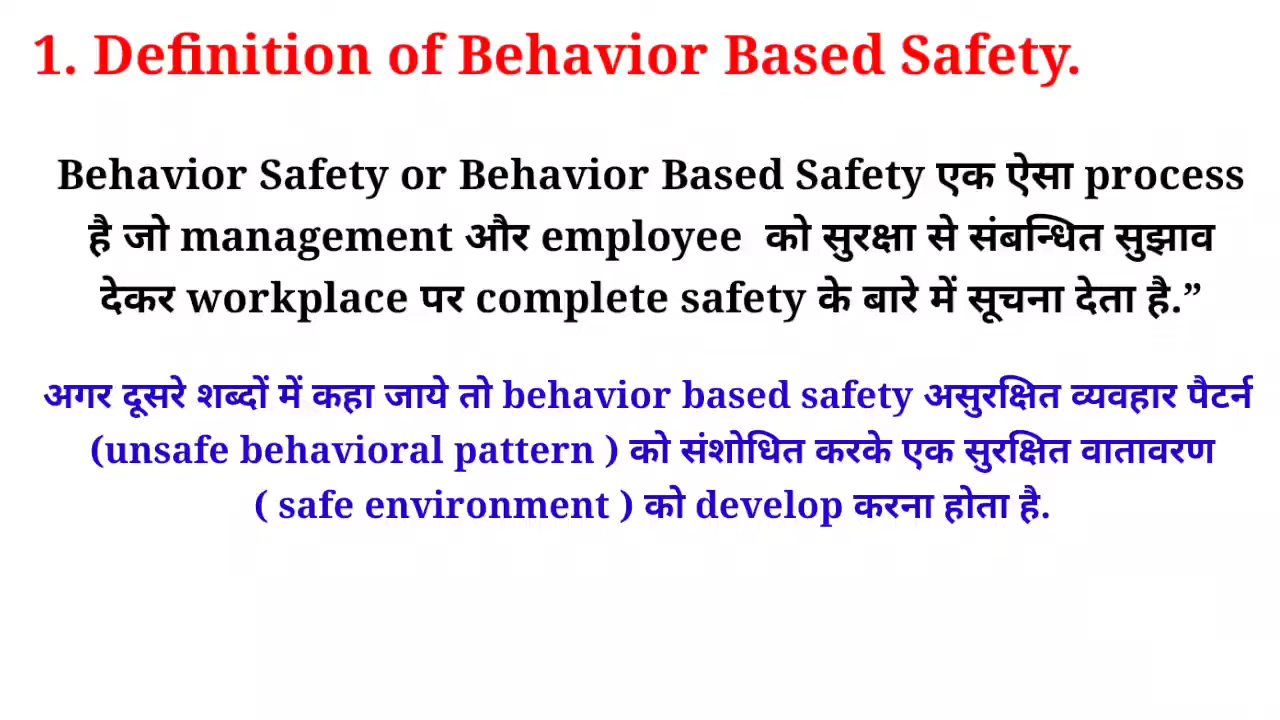 1. Definition of Behavior Based Safety.
Behavior Safety or Behavior Based Safety एक ऐसा process
है जो management और employee को सुरक्षा से संबन्धित सुझाव
देकर workplace पर complete safety के बारे में सूचना देता है.”
अगर दूसरे शब्दों में कहा जाये तो behavior based safety असुरक्षित व्यवहार पैटर्न
(unsafe behavioral pattern ) को संशोधित करके एक सुरक्षित वातावरण
( safe environment ) को develop करना होता है.